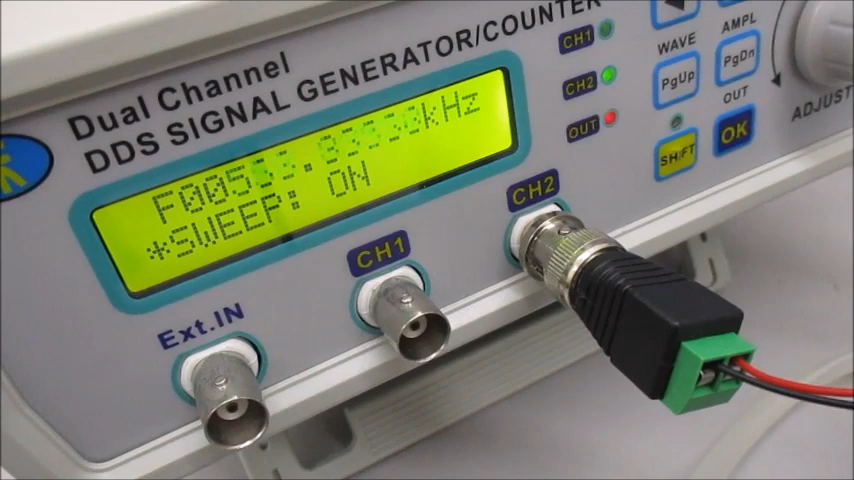 Dual Channel
DDS SIGNAL GENERATOR/COUNTER
*SWEEP: ON
CH1
CH2
OUT
WAVE
AMPL
PgUp
PgDn
OUT
SHIFT
OK
ADJUST
Ext.IN
CH1
CH2